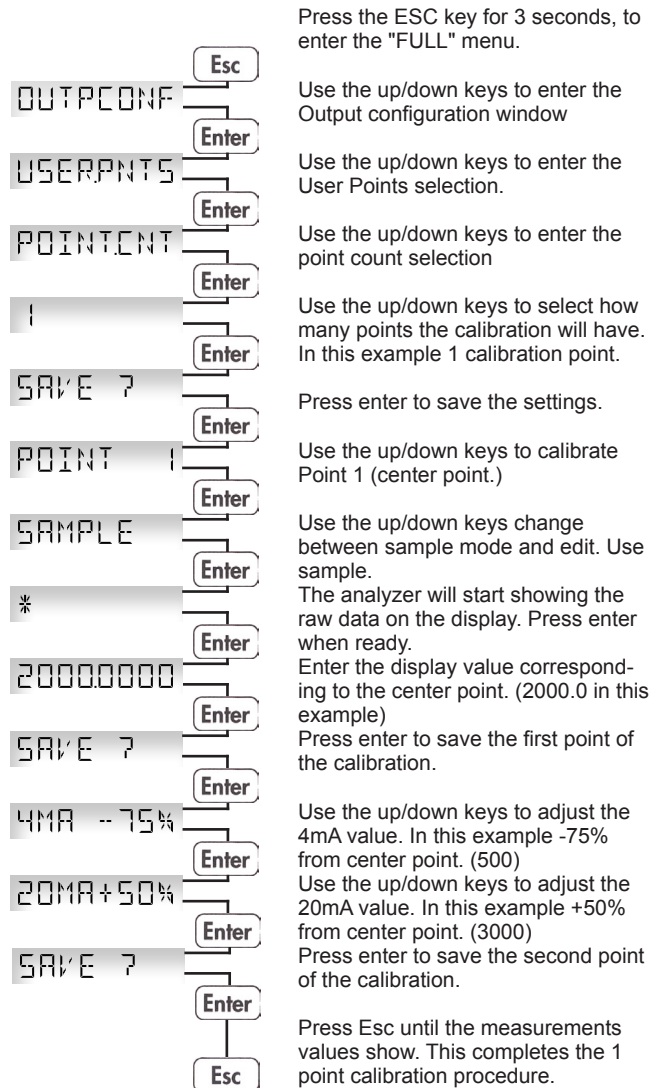 Press the ESC key for 3 seconds, to
enter the "FULL" menu.
Esc
OUTPCONF
Use the up/down keys to enter the
Output configuration window
Enter
USER.PNTS
Use the up/down keys to enter the
User Points selection.
Enter
POINT.CNT
Use the up/down keys to enter the
point count selection
Enter
1
Use the up/down keys to select how
many points the calibration will have.
In this example 1 calibration point.
Enter
SAVE ?
Press enter to save the settings.
Enter
POINT 1
Use the up/down keys to calibrate
Point 1 (center point.)
Enter
SAMPLE
Use the up/down keys change
between sample mode and edit. Use
sample.
Enter
*
The analyzer will start showing the
raw data on the display. Press enter
when ready.
Enter
2000.0000
Enter the display value correspond-
ing to the center point. (2000.0 in this
example)
Enter
SAVE ?
Press enter to save the first point of
the calibration.
Enter
4MA --75%
Use the up/down keys to adjust the
4mA value. In this example -75%
from center point. (500)
Enter
20MA+50%
Use the up/down keys to adjust the
20mA value. In this example +50%
from center point. (3000)
Enter
SAVE ?
Press enter to save the second point
of the calibration.
Enter
Press Esc until the measurements
values show. This completes the 1
point calibration procedure.
Esc